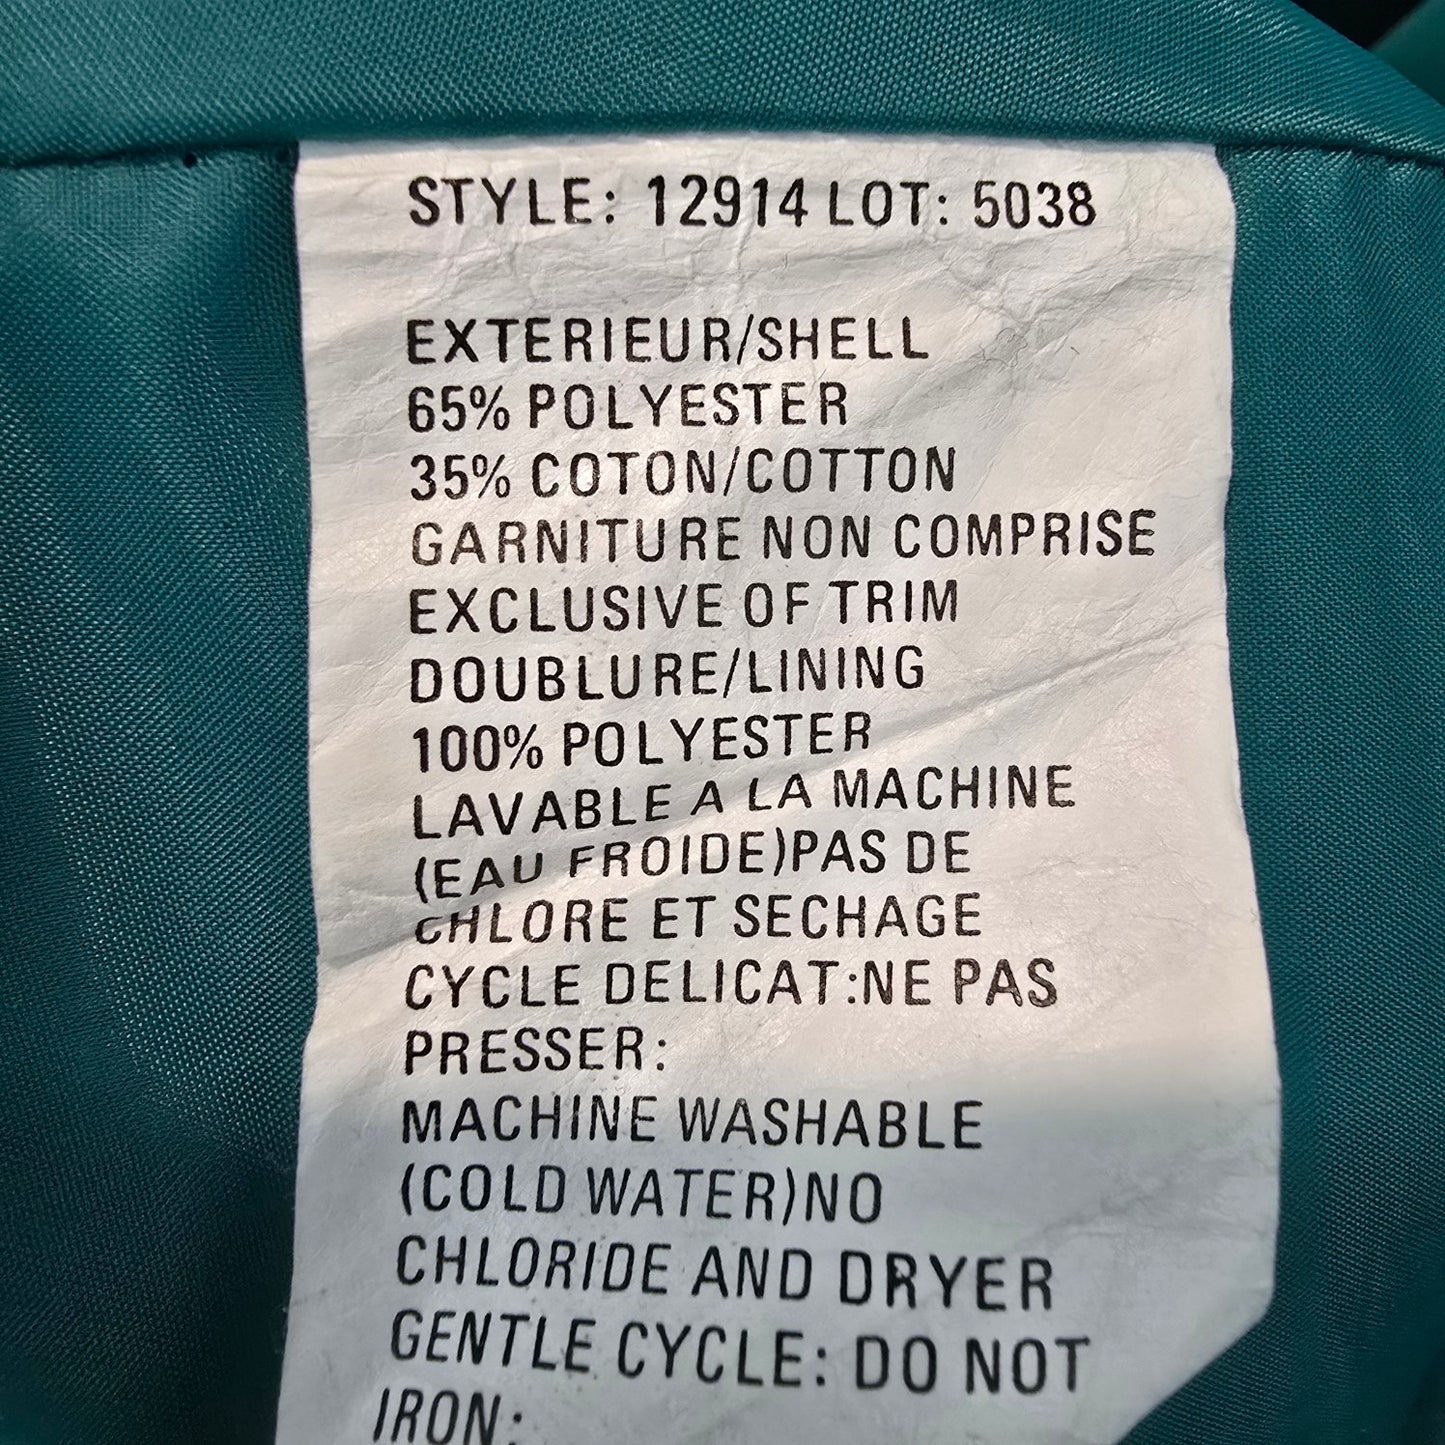 STYLE: 12914 LOT: 5038
EXTERIEUR/SHELL
65% POLYESTER
35% COTON/COTTON
GARNITURE NON COMPRISE
EXCLUSIVE OF TRIM
DOUBLURE/LINING
100% POLYESTER
LAVABLE A LA MACHINE
(EAU FROIDE)PAS DE
CHLORE ET SECHAGE
CYCLE DELICAT:NE PAS
PRESSER:
MACHINE WASHABLE
(COLD WATER)NO
CHLORIDE AND DRYER
GENTLE CYCLE: DO NOT
IRON: